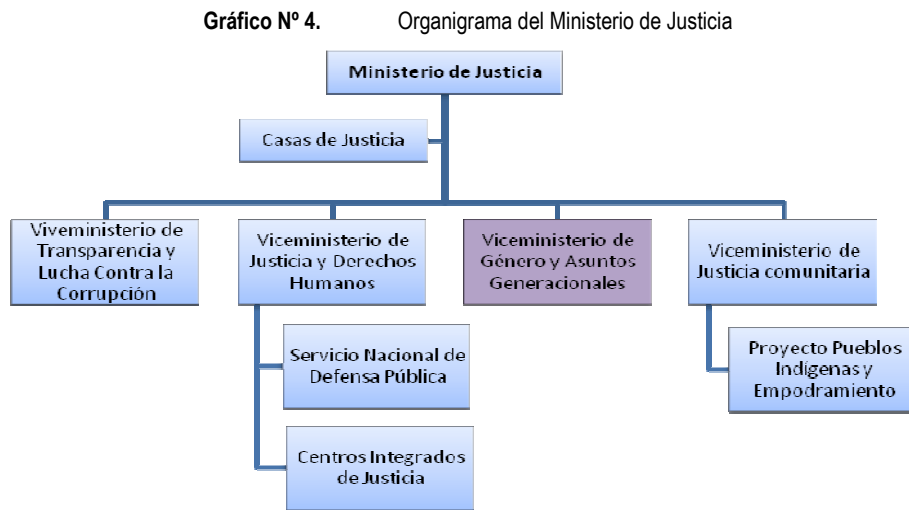 Gráfico Nº 4. Organigrama del Ministerio de Justicia
Ministerio de Justicia
Casas de Justicia
Viveministerio de
Transparencia y
Lucha Contra la
Corrupción
Viceministerio de
Justicia y Derechos
Humanos
Viceministerio de
Género y Asuntos
Generacionales
Viceministerio de
Justicia comunitaria
Servicio Nacional de
Defensa Pública
Centros Integrados
de Justicia
Proyecto Pueblos
Indígenas y
Empodramiento